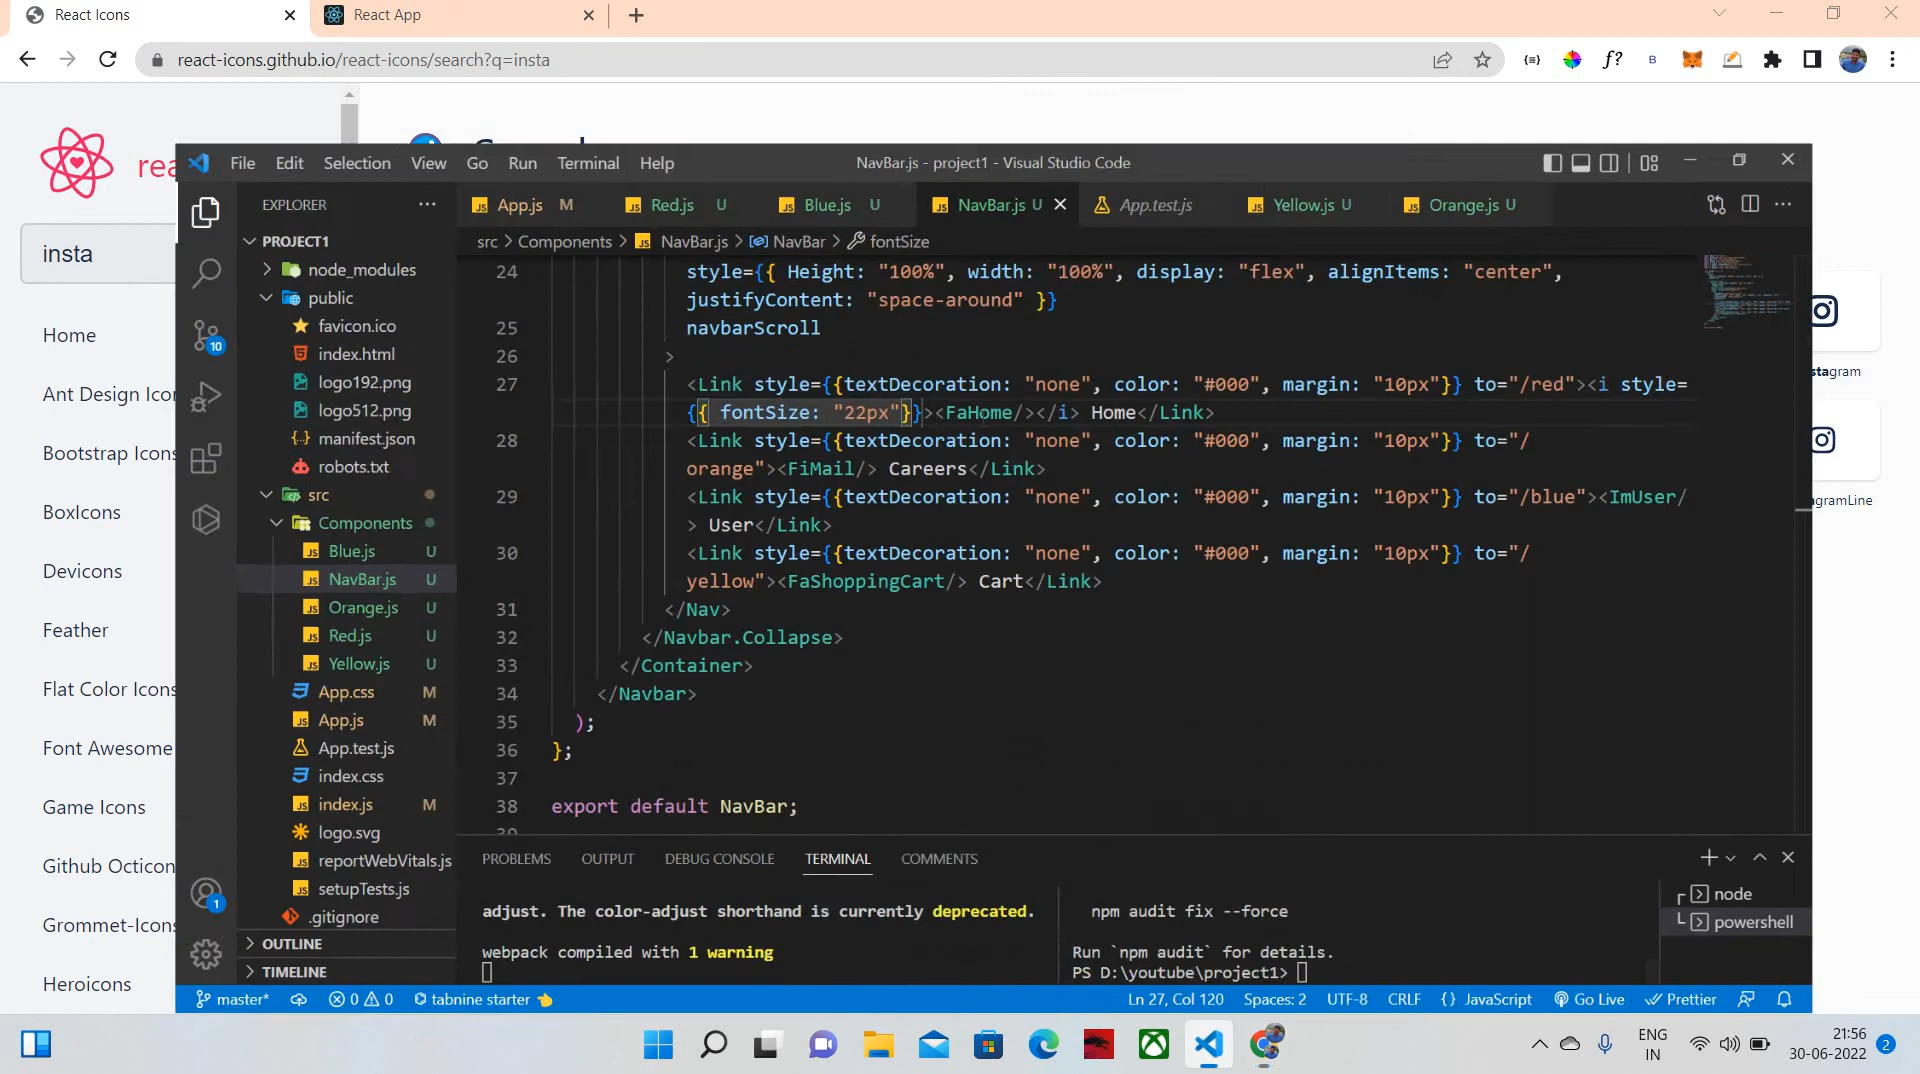 React Icons
React App
react-icons.github.io/react-icons/search?q=insta
File Edit Selection View Go Run Terminal Help
NavBar.js - project1 - Visual Studio Code
insta
Home
Ant Design Icon
Bootstrap Icons
BoxIcons
Devicons
Feather
Flat Color Icons
Font Awesome
Game Icons
Github Octicon
Grommet-Icons
Heroicons
EXPLORER
PROJECT1
node_modules
public
favicon.ico
index.html
logo192.png
logo512.png
manifest.json
robots.txt
src
Components
Blue.js U
NavBar.js U
Orange.js U
Red.js U
Yellow.js U
App.css M
App.js M
App.test.js
index.css
index.js M
logo.svg
reportWebVitals.js
setupTests.js
.gitignore
OUTLINE
TIMELINE
10
1
App.js M Red.js U Blue.js U NavBar.js U App.test.js Yellow.js U Orange.js U
src > Components > NavBar.js > NavBar > fontSize
24 style={{ Height: "100%", width: "100%", display: "flex", alignItems: "center",
justifyContent: "space-around" }}
25 navbarScroll
26 >
27 <Link style={{textDecoration: "none", color: "#000", margin: "10px"}} to="/red"><i style=
{{ fontSize: "22px"}}><FaHome/></i> Home</Link>
28 <Link style={{textDecoration: "none", color: "#000", margin: "10px"}} to="/
orange"><FiMail/> Careers</Link>
29 <Link style={{textDecoration: "none", color: "#000", margin: "10px"}} to="/blue"><ImUser/
> User</Link>
30 <Link style={{textDecoration: "none", color: "#000", margin: "10px"}} to="/
yellow"><FaShoppingCart/> Cart</Link>
31 </Nav>
32 </Navbar.Collapse>
33 </Container>
34 </Navbar>
35 );
36 };
37
38 export default NavBar;
PROBLEMS OUTPUT DEBUG CONSOLE TERMINAL COMMENTS
adjust. The color-adjust shorthand is currently deprecated.
webpack compiled with 1 warning
npm audit fix --force
Run `npm audit` for details.
PS D:\youtube\project1>
node
powershell
master* 0 0 tabnine starter
Ln 27, Col 120 Spaces: 2 UTF-8 CRLF {} JavaScript Go Live Prettier
stagram
gramLine
ENG
IN
21:56
30-06-2022
2